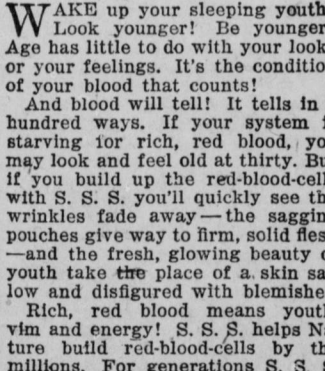 WAKE up your sleeping youth
Look younger! Be younger
Age has little to do with your look
or your feelings. It's the conditio
of your blood that counts!
And blood will tell! It tells in
hundred ways. If your system i
starving for rich, red blood, yo
may look and feel old at thirty. Bu
if you build up the red-blood-cell
with S. S. S. you'll quickly see th
wrinkles fade away—the saggin
pouches give way to firm, solid fles
—and the fresh, glowing beauty o
youth take the place of a skin sa
low and disfigured with blemishe
Rich, red blood means yout
vim and energy! S. S. S. helps Na
ture build red-blood-cells by th
millions. For generations S. S.